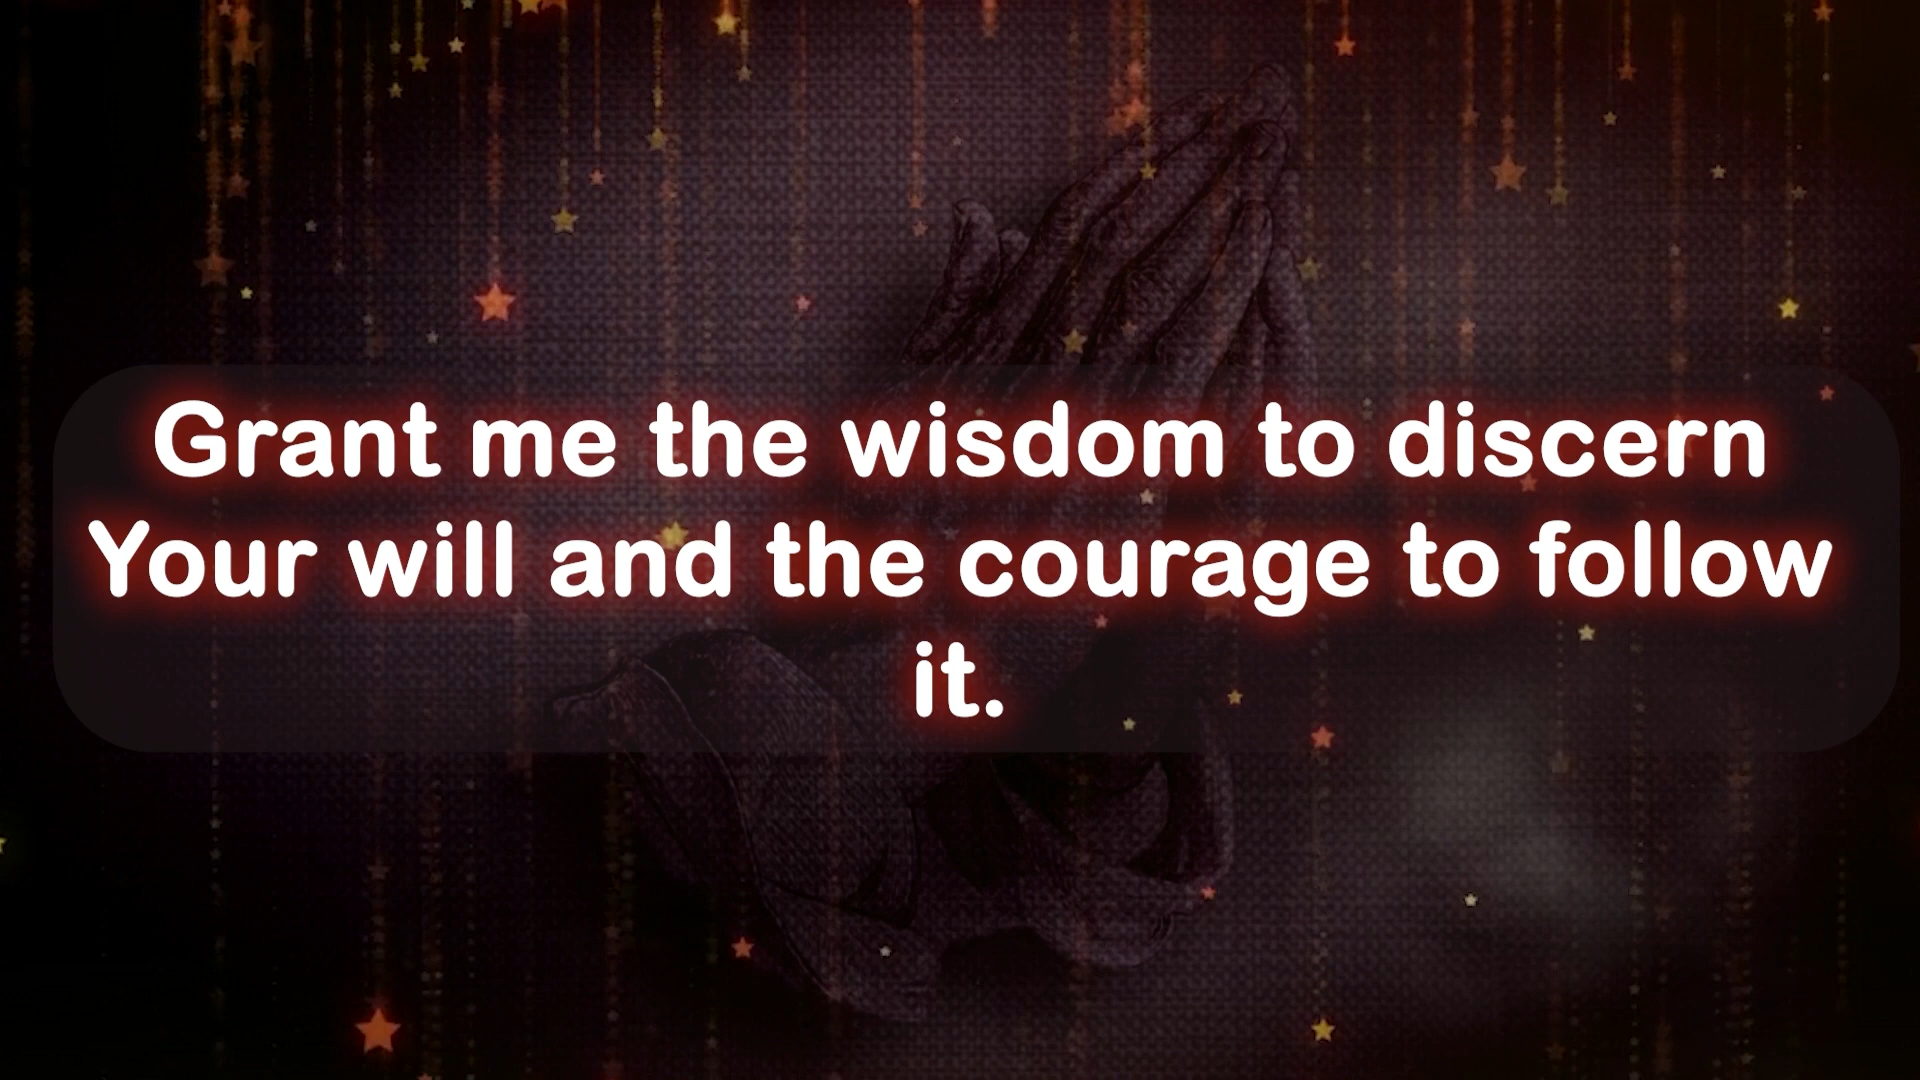 Grant me the wisdom to discern
Your will and the courage to follow
it.